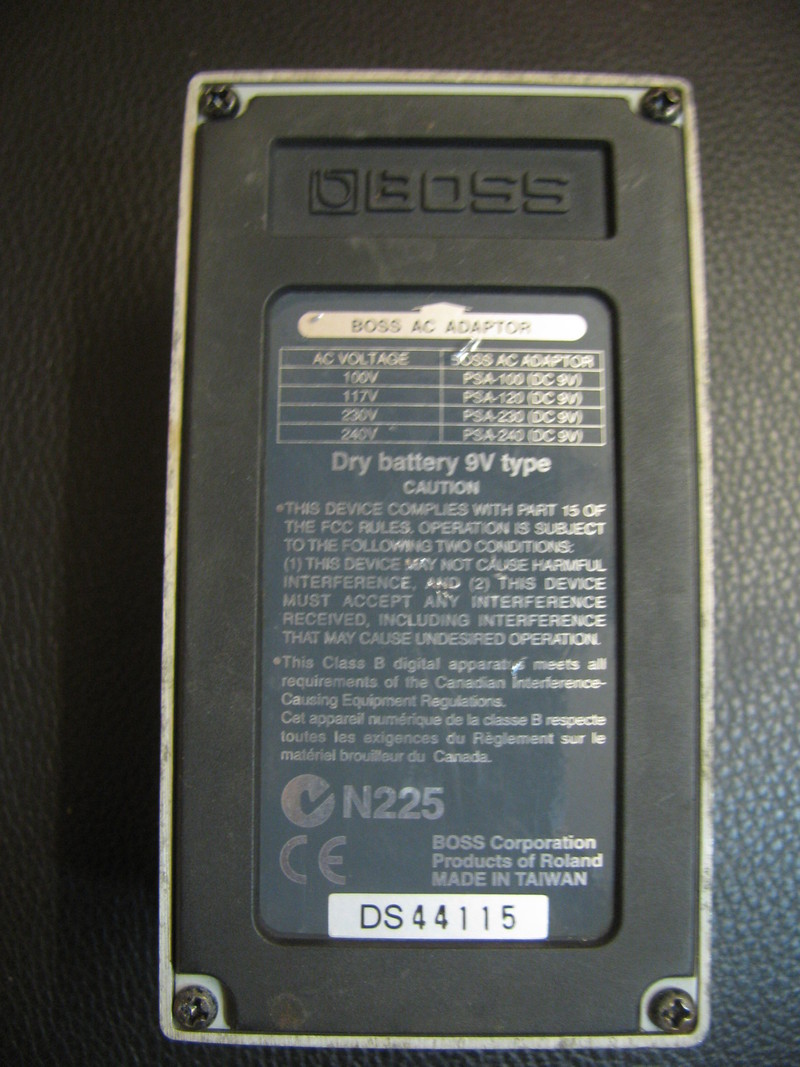 BOSS
BOSS AC ADAPTOR
AC VOLTAGE BOSS AC ADAPTOR
100V PSA-100 (DC 9V)
117V PSA-120 (DC 9V)
230V PSA-230 (DC 9V)
240V PSA-240 (DC 9V)
Dry battery 9V type
CAUTION
•THIS DEVICE COMPLIES WITH PART 15 OF
THE FCC RULES. OPERATION IS SUBJECT
TO THE FOLLOWING TWO CONDITIONS:
(1) THIS DEVICE MAY NOT CAUSE HARMFUL
INTERFERENCE, AND (2) THIS DEVICE
MUST ACCEPT ANY INTERFERENCE
RECEIVED, INCLUDING INTERFERENCE
THAT MAY CAUSE UNDESIRED OPERATION.
•This Class B digital apparatus meets all
requirements of the Canadian Interference-
Causing Equipment Regulations.
Cet appareil numérique de la classe B respecte
toutes les exigences du Règlement sur le
matériel brouilleur du Canada.
N225
CE
BOSS Corporation
Products of Roland
MADE IN TAIWAN
DS44115